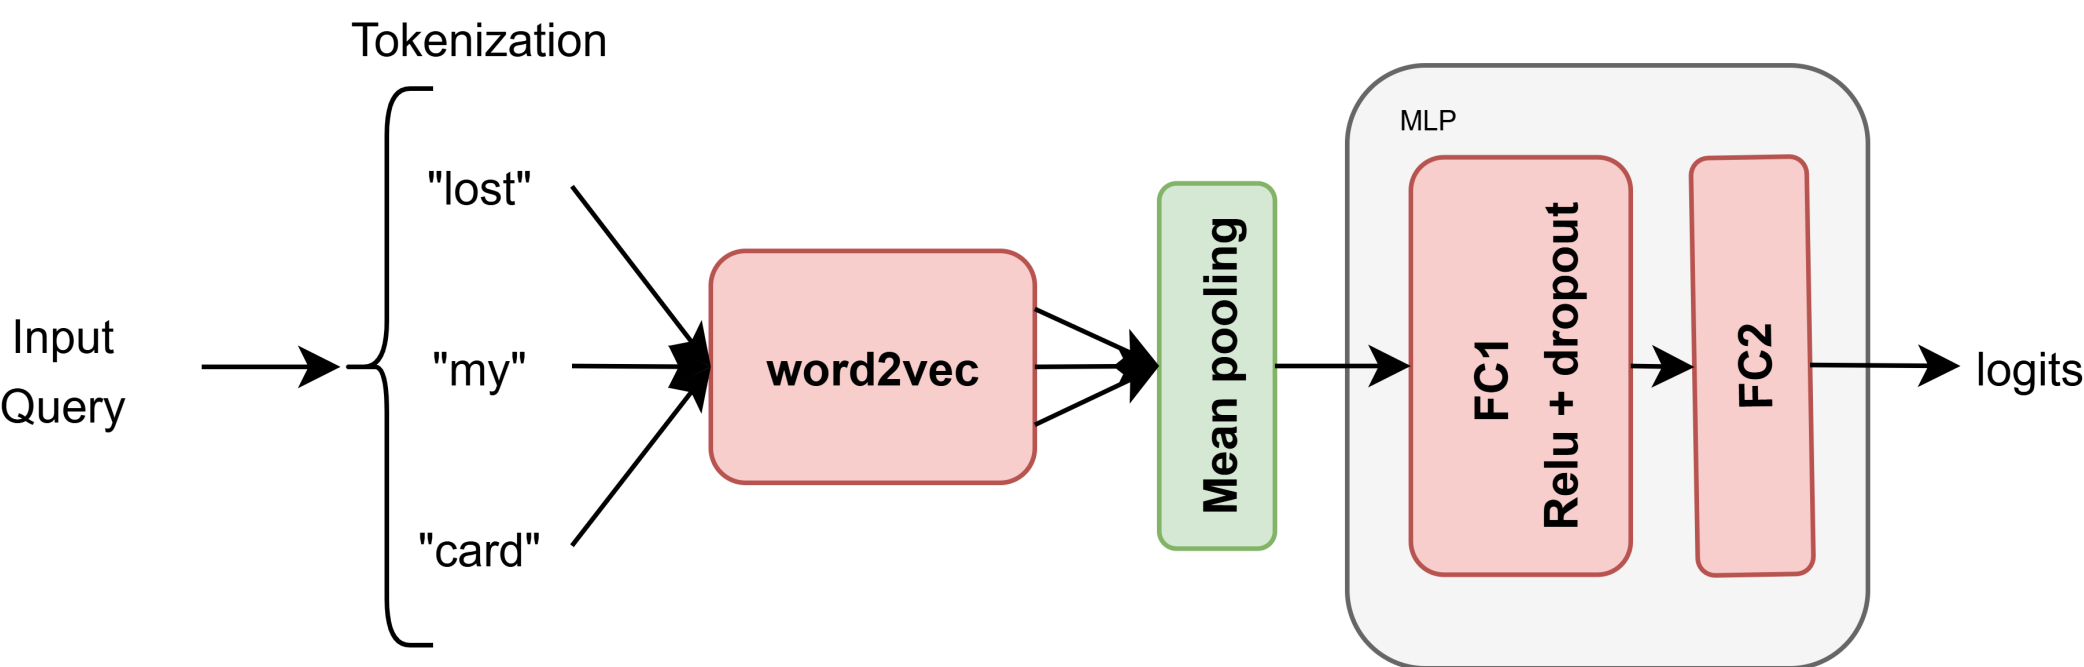 Tokenization
Input
Query
"lost"
"my"
"card"
word2vec
Mean pooling
MLP
FC1
Relu + dropout
FC2
logits